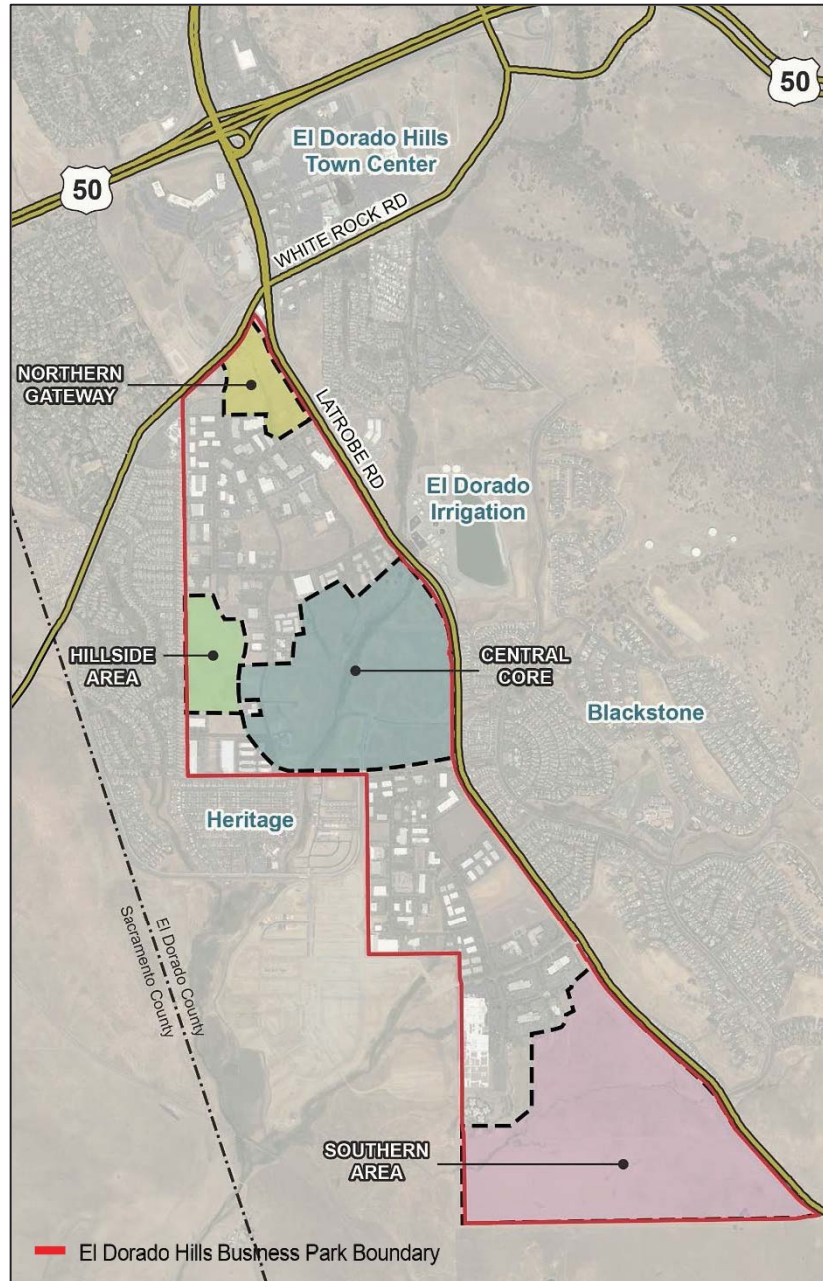 50
El Dorado Hills
Town Center
50
WHITE ROCK RD
NORTHERN
GATEWAY
LATROBE RD
El Dorado
Irrigation
HILLSIDE
AREA
CENTRAL
CORE
Blackstone
Heritage
El Dorado County
Sacramento County
SOUTHERN
AREA
El Dorado Hills Business Park Boundary